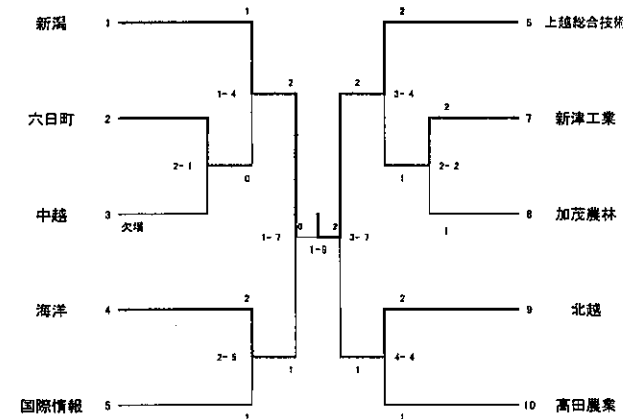 1 2
新潟 1 6 上越総合技術
2 2
1-4 3-4
2
六日町 2 7 新津工業
2-1 2-2
0 1
中越 3 8 加茂農林
欠場 1
1-7 0 2 3-7
1-9
2 2
海洋 4 9 北越
2-5 4-4
1 1
国際情報 5 10 高田農業
1 1